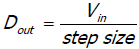 D_out = V_in / step size